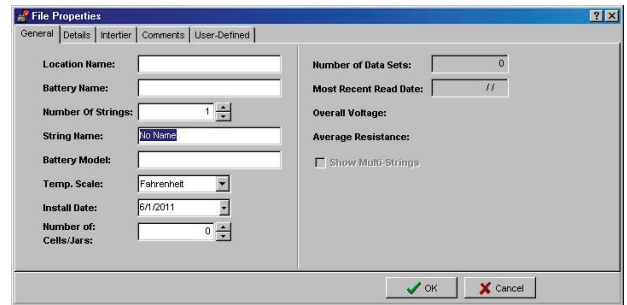 File Properties
General Details Intertier Comments User-Defined
Location Name:
Battery Name:
Number Of Strings: 1
String Name: No Name
Battery Model:
Temp. Scale: Fahrenheit
Install Date: 6/1/2011
Number of: 0
Cells/Jars:
Number of Data Sets: 0
Most Recent Read Date: / /
Overall Voltage:
Average Resistance:
Show Multi-Strings
OK Cancel